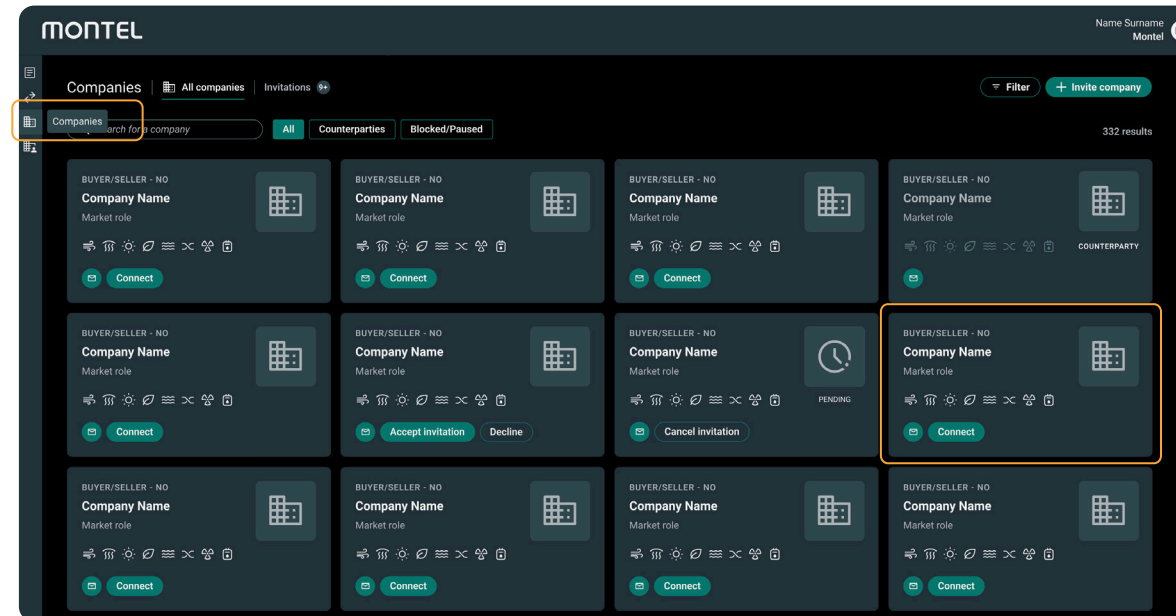 MONTEL
Name Surname
Montel
Companies
All companies
Invitations 9+
Filter
+ Invite company
Companies
arch for a company
All
Counterparties
Blocked/Paused
332 results
BUYER/SELLER - NO
Company Name
Market role
Connect
BUYER/SELLER - NO
Company Name
Market role
Connect
BUYER/SELLER - NO
Company Name
Market role
Connect
BUYER/SELLER - NO
Company Name
Market role
COUNTERPARTY
BUYER/SELLER - NO
Company Name
Market role
Connect
BUYER/SELLER - NO
Company Name
Market role
Accept invitation
Decline
BUYER/SELLER - NO
Company Name
Market role
PENDING
Cancel invitation
BUYER/SELLER - NO
Company Name
Market role
Connect
BUYER/SELLER - NO
Company Name
Market role
Connect
BUYER/SELLER - NO
Company Name
Market role
Connect
BUYER/SELLER - NO
Company Name
Market role
Connect
BUYER/SELLER - NO
Company Name
Market role
Connect